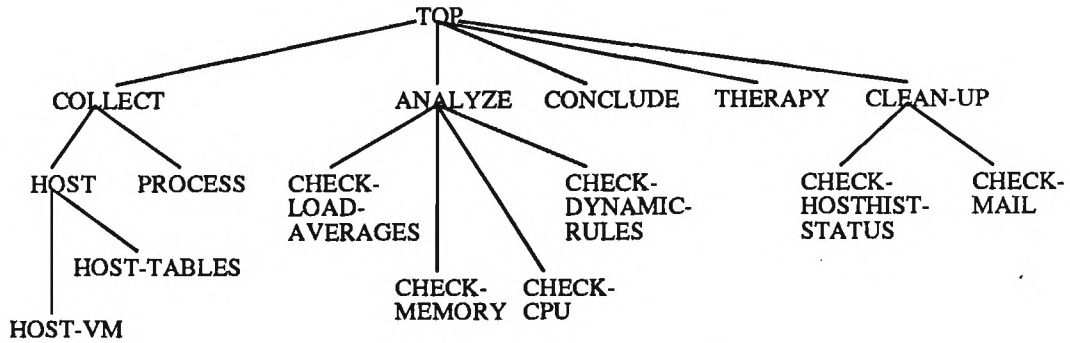 TOP
COLLECT
ANALYZE
CONCLUDE
THERAPY
CLEAN-UP
HOST
PROCESS
CHECK-
LOAD-
AVERAGES
CHECK-
DYNAMIC-
RULES
CHECK-
HOSTHIST-
STATUS
CHECK-
MAIL
HOST-TABLES
CHECK-
MEMORY
CHECK-
CPU
HOST-VM